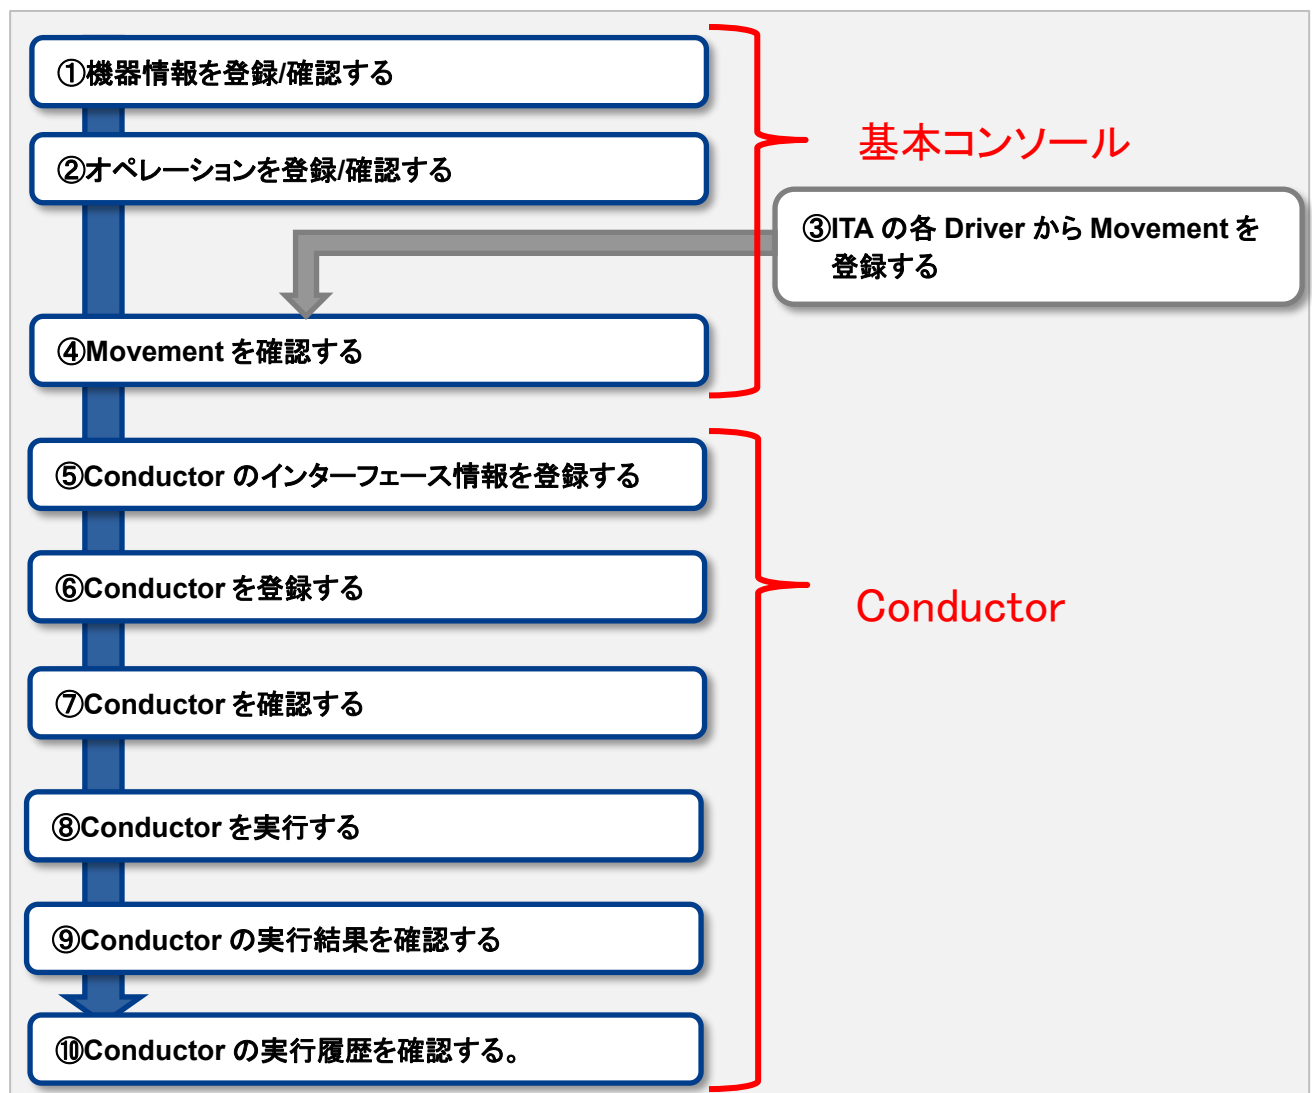 ①機器情報を登録/確認する
基本コンソール
②オペレーションを登録/確認する
③ITA の各 Driver から Movement を
登録する
④Movement を確認する
⑤Conductor のインターフェース情報を登録する
⑥Conductor を登録する
Conductor
⑦Conductor を確認する
⑧Conductor を実行する
⑨Conductor の実行結果を確認する
⑩Conductor の実行履歴を確認する。